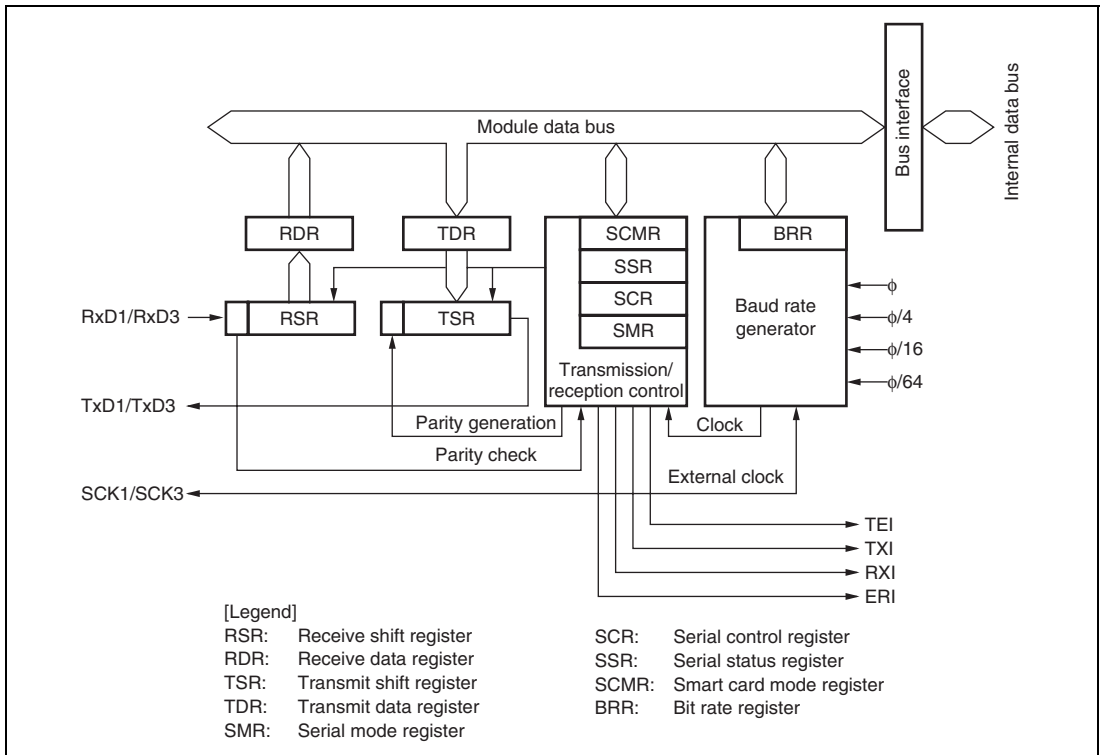 Module data bus
Bus interface
Internal data bus
RDR
TDR
SCMR
BRR
SSR
SCR
SMR
RxD1/RxD3
RSR
TSR
Baud rate
generator
ϕ
ϕ/4
ϕ/16
ϕ/64
Transmission/
reception control
TxD1/TxD3
Parity generation
Clock
Parity check
External clock
SCK1/SCK3
TEI
TXI
RXI
ERI
[Legend]
RSR: Receive shift register
RDR: Receive data register
TSR: Transmit shift register
TDR: Transmit data register
SMR: Serial mode register
SCR: Serial control register
SSR: Serial status register
SCMR: Smart card mode register
BRR: Bit rate register